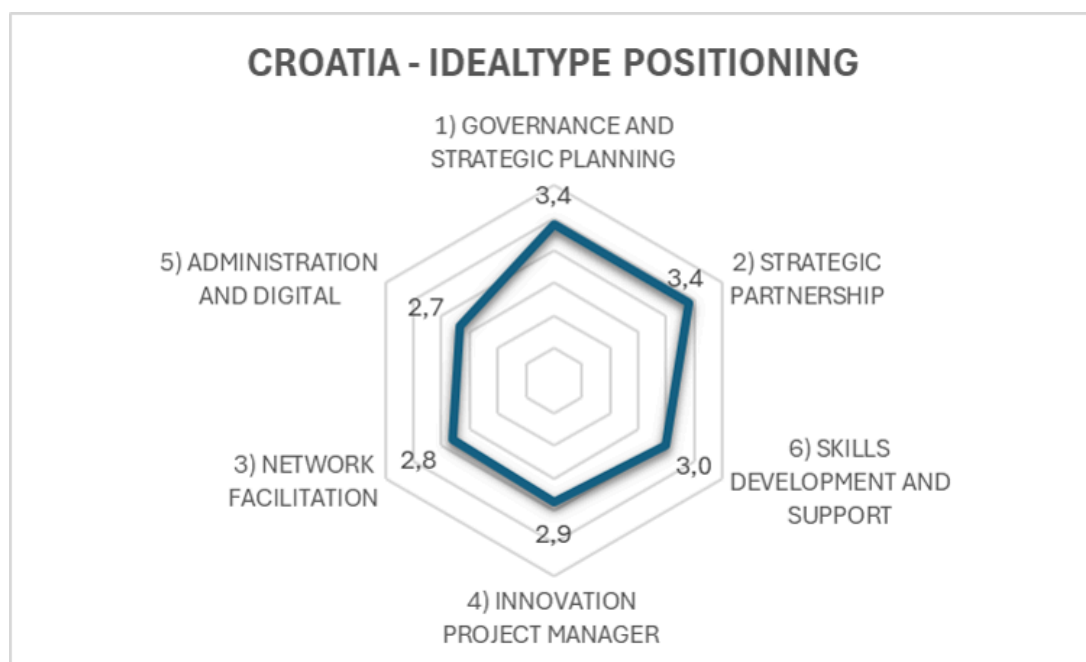 CROATIA - IDEALTYPE POSITIONING
1) GOVERNANCE AND
STRATEGIC PLANNING
3,4
2) STRATEGIC
PARTNERSHIP
3,4
6) SKILLS
DEVELOPMENT AND
SUPPORT
3,0
4) INNOVATION
PROJECT MANAGER
2,9
3) NETWORK
FACILITATION
2,8
5) ADMINISTRATION
AND DIGITAL
2,7